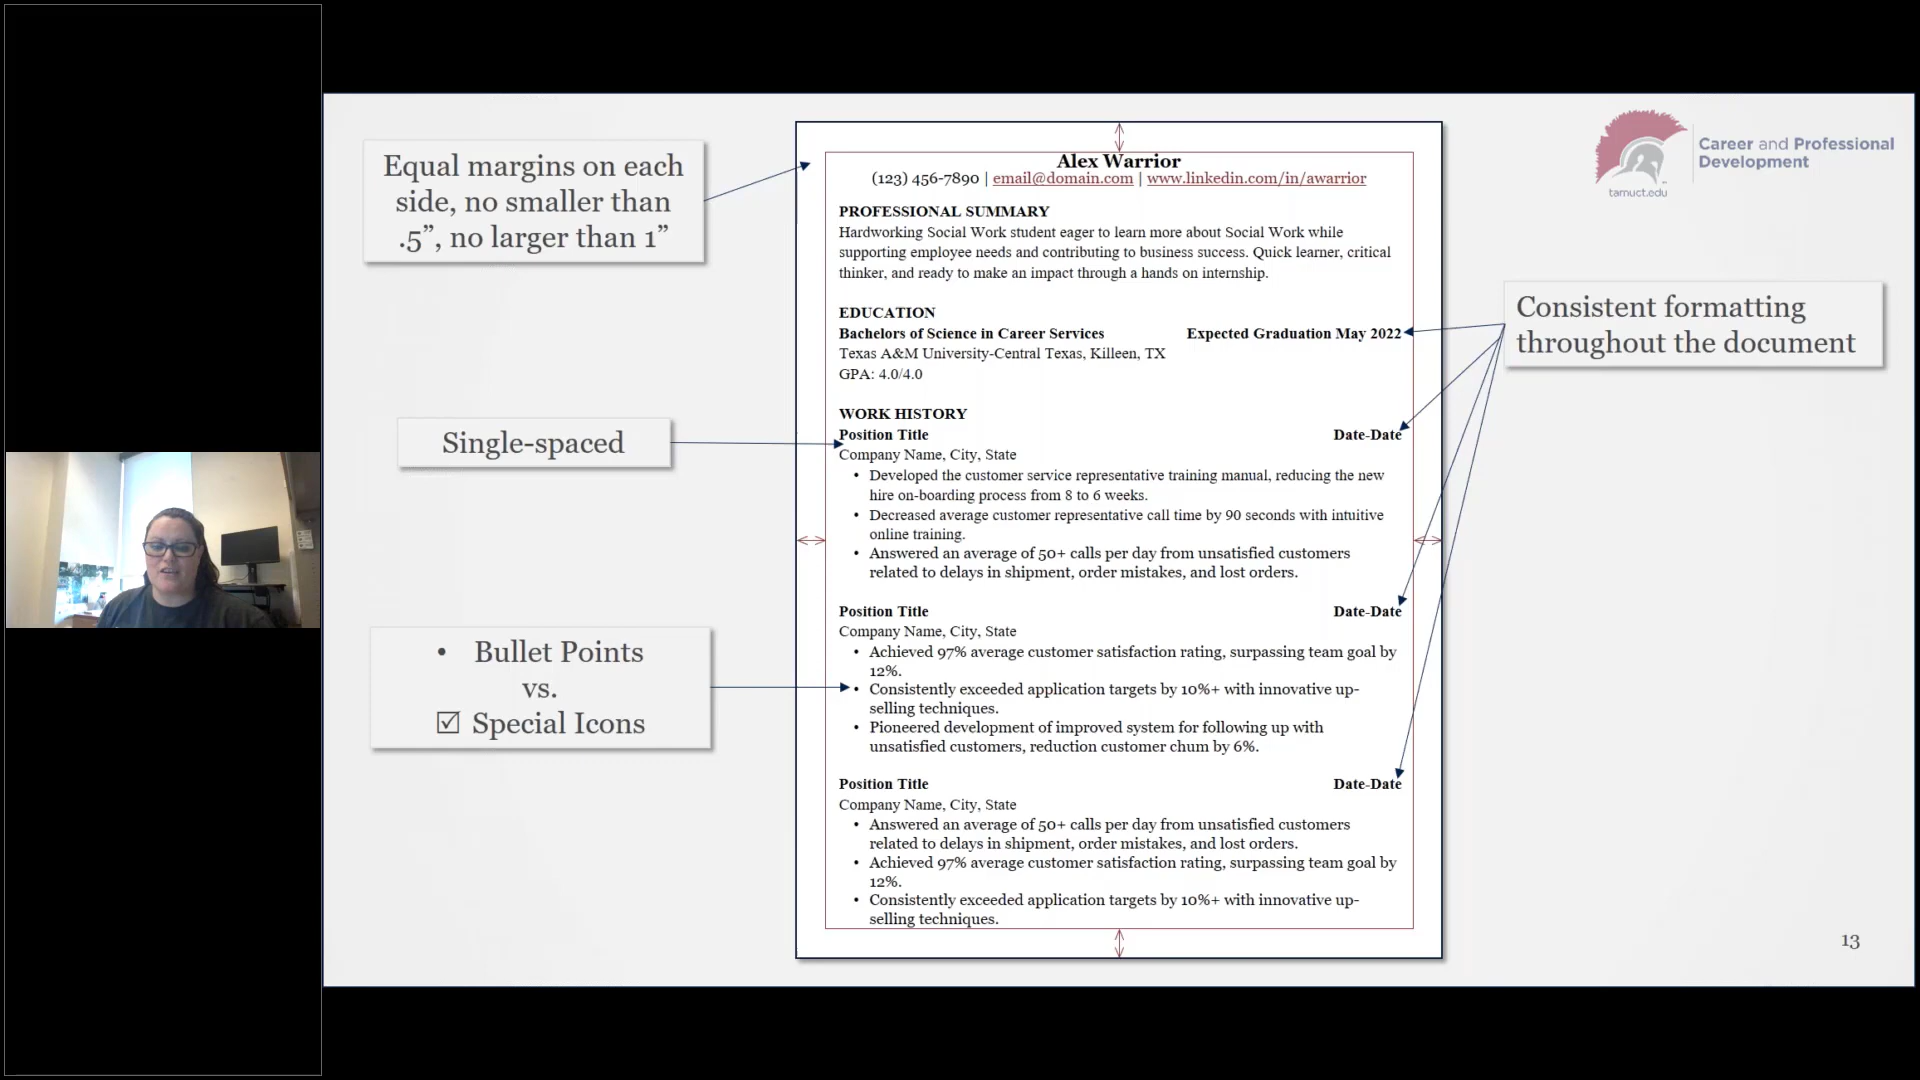 Equal margins on each
side, no smaller than
.5”, no larger than 1”
Single-spaced
• Bullet Points
vs.
☑ Special Icons
Alex Warrior
(123) 456-7890 | email@domain.com | www.linkedin.com/in/awarrior
PROFESSIONAL SUMMARY
Hardworking Social Work student eager to learn more about Social Work while
supporting employee needs and contributing to business success. Quick learner, critical
thinker, and ready to make an impact through a hands on internship.
EDUCATION
Bachelors of Science in Career Services Expected Graduation May 2022
Texas A&M University-Central Texas, Killeen, TX
GPA: 4.0/4.0
WORK HISTORY
Position Title Date-Date
Company Name, City, State
• Developed the customer service representative training manual, reducing the new
hire on-boarding process from 8 to 6 weeks.
• Decreased average customer representative call time by 90 seconds with intuitive
online training.
• Answered an average of 50+ calls per day from unsatisfied customers
related to delays in shipment, order mistakes, and lost orders.
Position Title Date-Date
Company Name, City, State
• Achieved 97% average customer satisfaction rating, surpassing team goal by
12%.
• Consistently exceeded application targets by 10%+ with innovative up-
selling techniques.
• Pioneered development of improved system for following up with
unsatisfied customers, reduction customer chum by 6%.
Position Title Date-Date
Company Name, City, State
• Answered an average of 50+ calls per day from unsatisfied customers
related to delays in shipment, order mistakes, and lost orders.
• Achieved 97% average customer satisfaction rating, surpassing team goal by
12%.
• Consistently exceeded application targets by 10%+ with innovative up-
selling techniques.
tamuct.edu
Career and Professional
Development
Consistent formatting
throughout the document
13